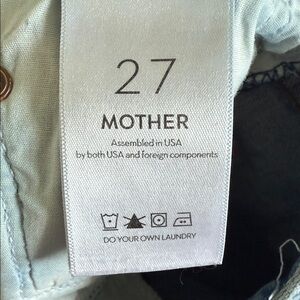 27
MOTHER
Assembled in USA
by both USA and foreign components
DO YOUR OWN LAUNDRY